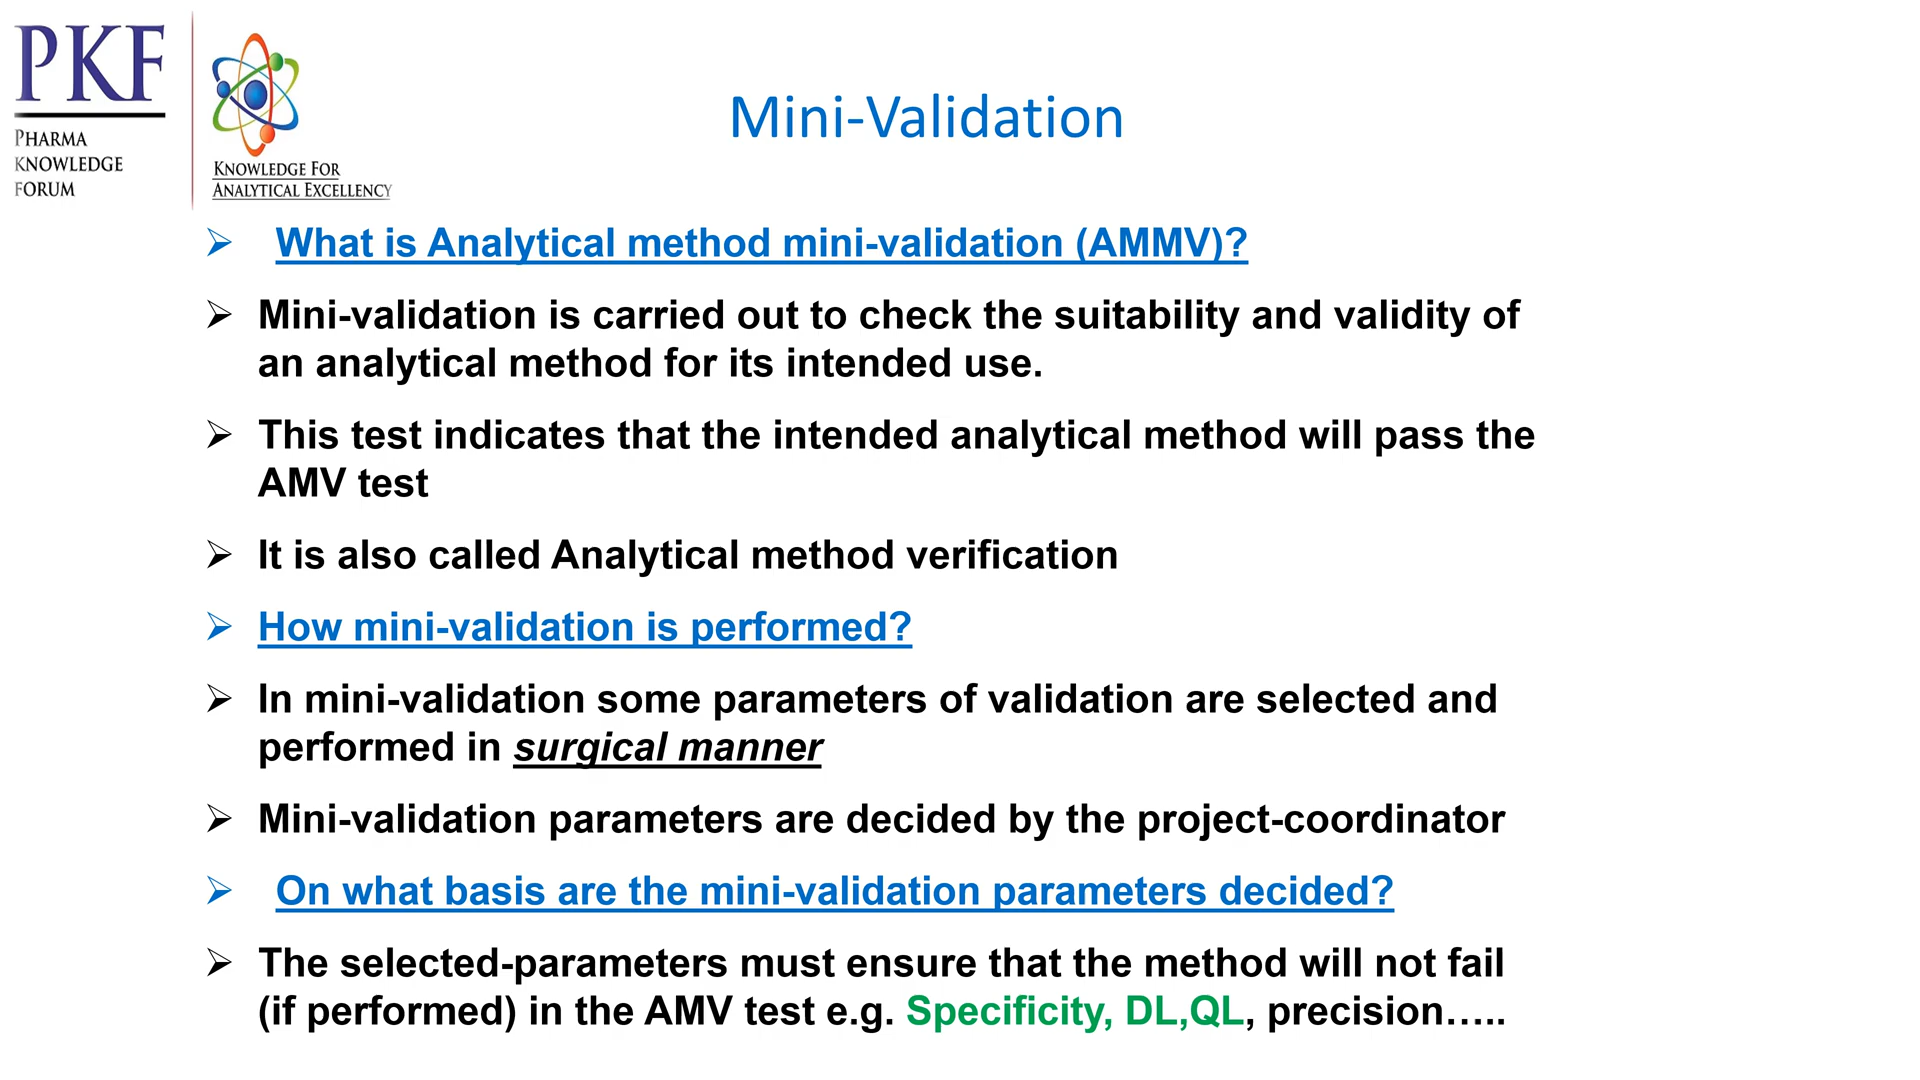 PKF
PHARMA
KNOWLEDGE
FORUM
KNOWLEDGE FOR
ANALYTICAL EXCELLENCY
Mini-Validation
➢ What is Analytical method mini-validation (AMMV)?
➢ Mini-validation is carried out to check the suitability and validity of
an analytical method for its intended use.
➢ This test indicates that the intended analytical method will pass the
AMV test
➢ It is also called Analytical method verification
➢ How mini-validation is performed?
➢ In mini-validation some parameters of validation are selected and
performed in surgical manner
➢ Mini-validation parameters are decided by the project-coordinator
➢ On what basis are the mini-validation parameters decided?
➢ The selected-parameters must ensure that the method will not fail
(if performed) in the AMV test e.g. Specificity, DL,QL, precision…..